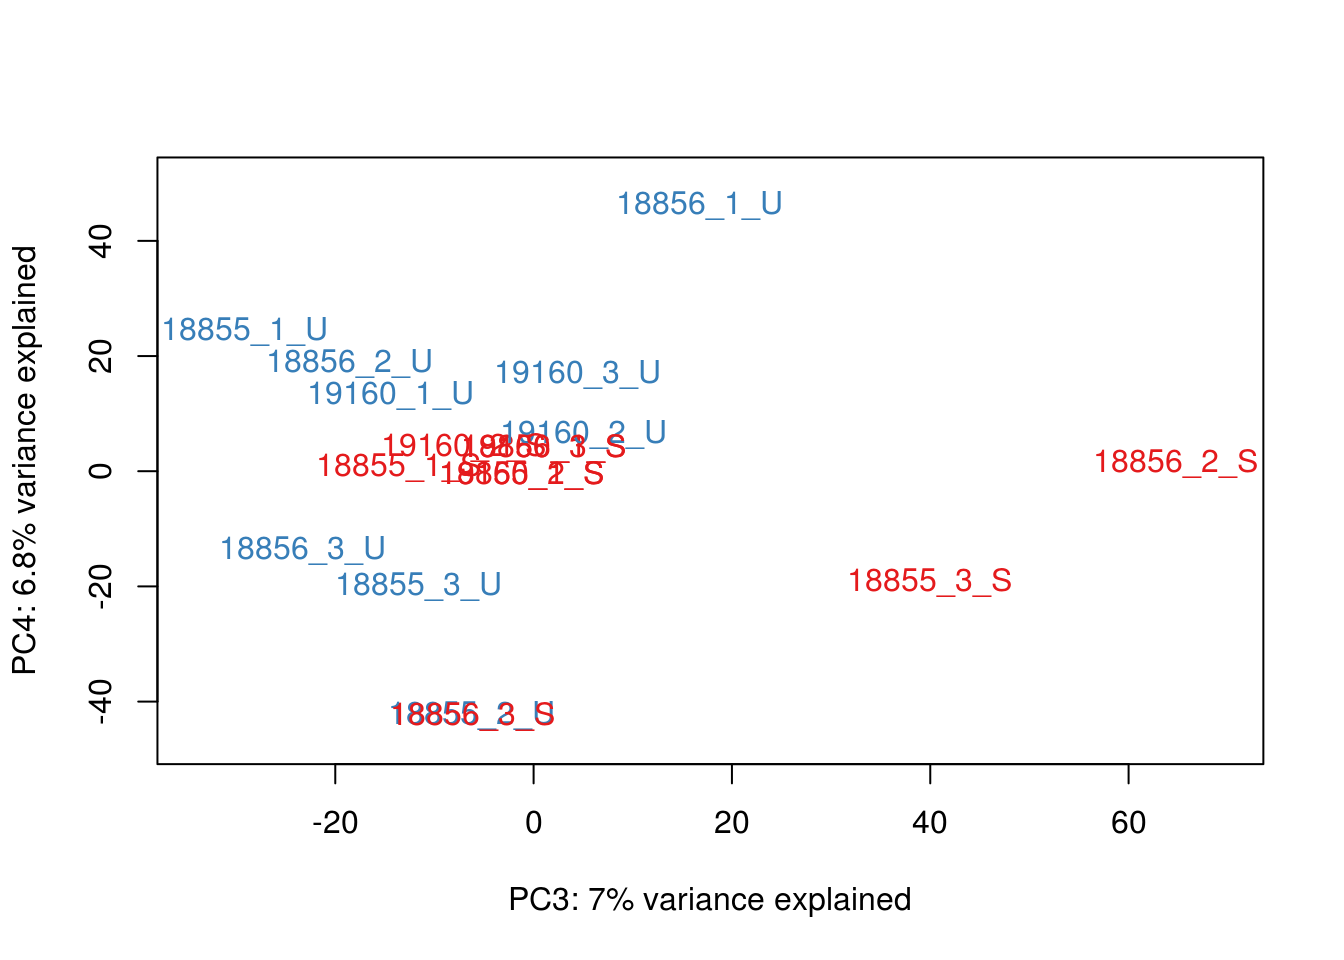 18856_1_U
40
18855_1_U
20
18856_2_U
19160_3_U
19160_1_U
19160_2_U
18856_2_S
0
18855_1_S
18856_3_U
-20
18855_3_U
18855_3_S
-40
-20
0
20
40
60
PC3: 7% variance explained
PC4: 6.8% variance explained